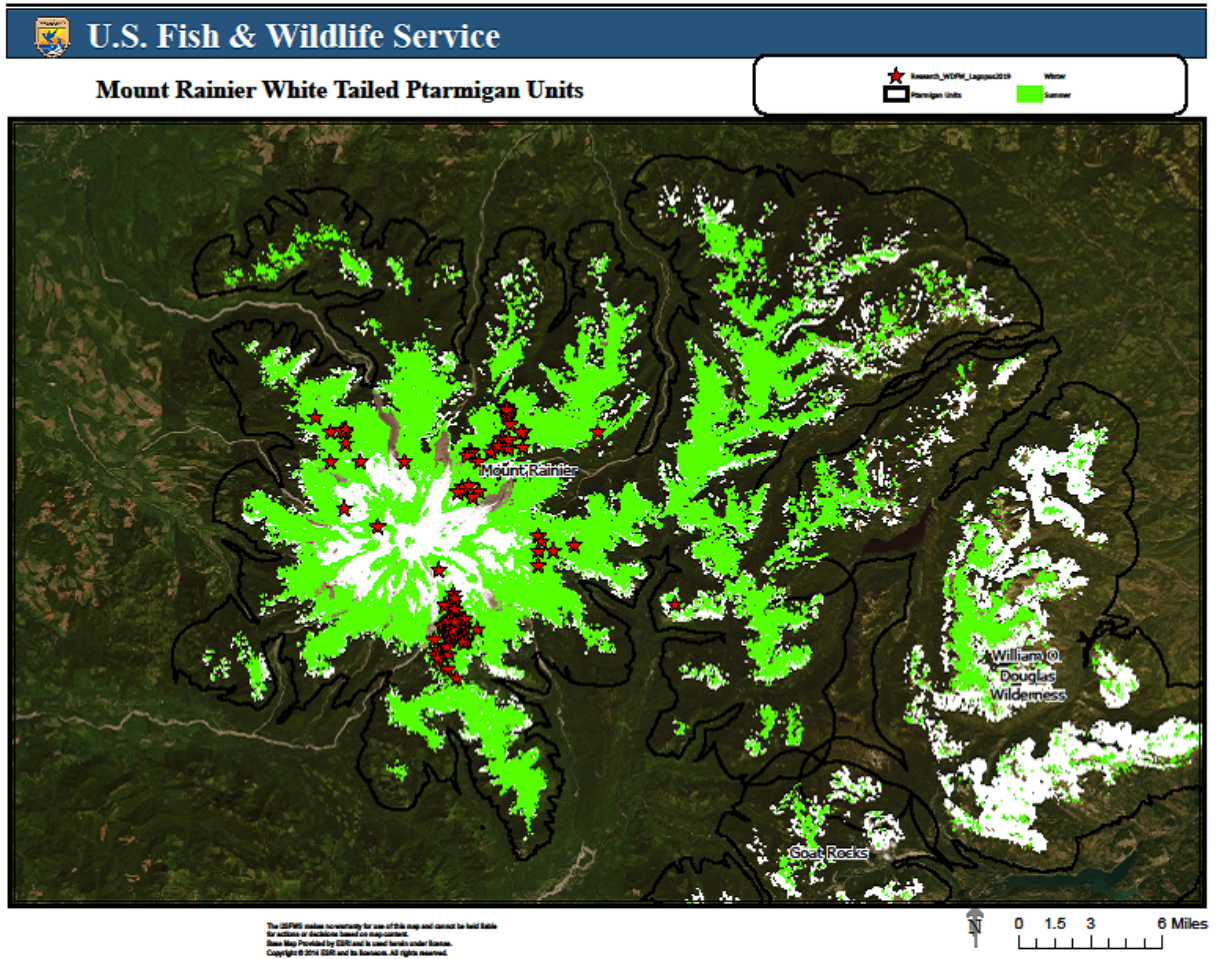 U.S. Fish & Wildlife Service
Mount Rainier White Tailed Ptarmigan Units
Research_WDFW_Lagopus2019 Winter
Ptarmigan Units Summer
Mount Rainier
William O.
Douglas
Wilderness
Goat Rocks
The USFWS makes no warranty for use of this map and cannot be held liable
for actions or decisions based on map content.
Base Map Provided by ESRI and is used herein under license.
Copyright © 2014 ESRI and its licensors. All rights reserved.
N
0 1.5 3 6 Miles